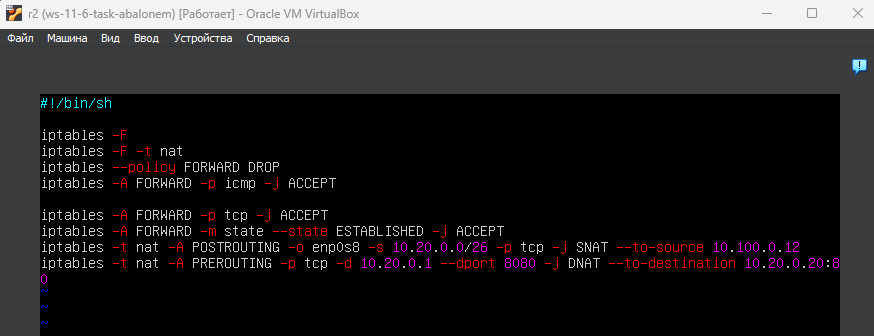 r2 (ws-11-6-task-abalonem) [Работает] - Oracle VM VirtualBox
Файл Машина Вид Ввод Устройства Справка
#!/bin/sh
iptables -F
iptables -F -t nat
iptables --policy FORWARD DROP
iptables -A FORWARD -p icmp -j ACCEPT
iptables -A FORWARD -p tcp -j ACCEPT
iptables -A FORWARD -m state --state ESTABLISHED -j ACCEPT
iptables -t nat -A POSTROUTING -o enp0s8 -s 10.20.0.0/26 -p tcp -j SNAT --to-source 10.100.0.12
iptables -t nat -A PREROUTING -p tcp -d 10.20.0.1 --dport 8080 -j DNAT --to-destination 10.20.0.20:8
0
~
~
~